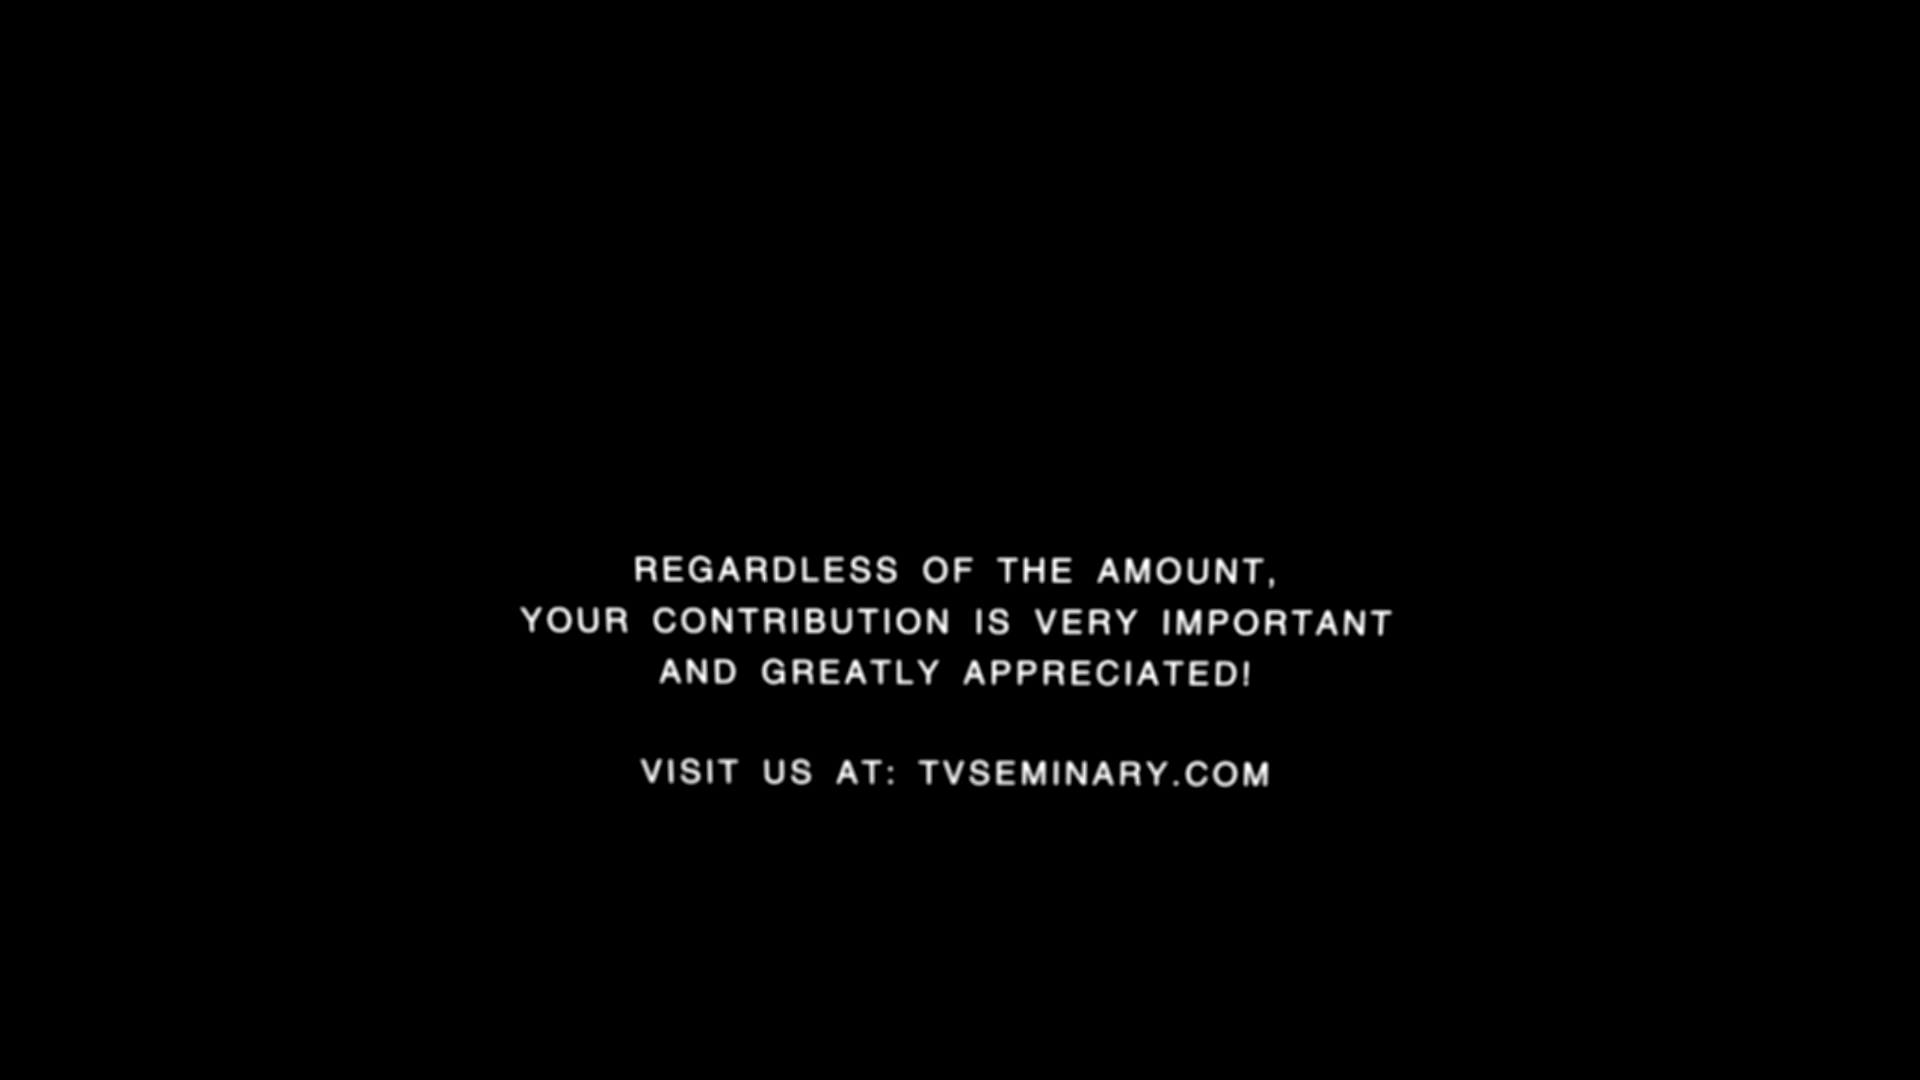 REGARDLESS OF THE AMOUNT,
YOUR CONTRIBUTION IS VERY IMPORTANT
AND GREATLY APPRECIATED!
VISIT US AT: TVSEMINARY.COM